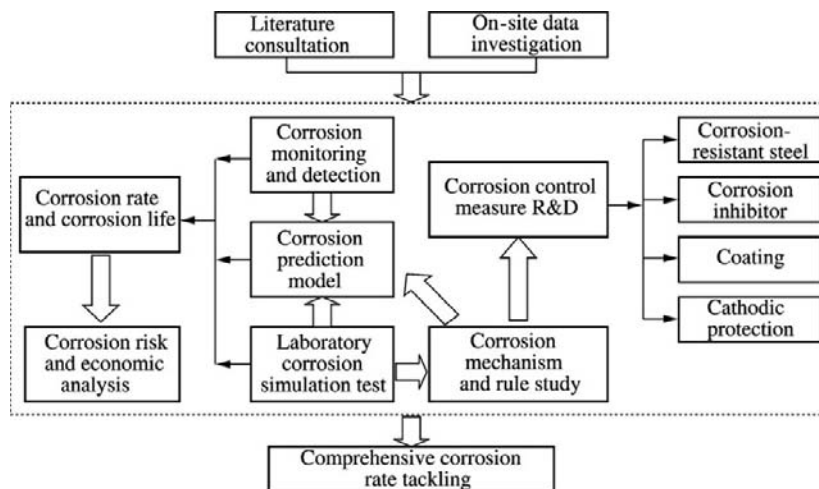 Literature
consultation
On-site data
investigation
Corrosion
monitoring
and detection
Corrosion rate
and corrosion life
Corrosion
prediction
model
Corrosion risk
and economic
analysis
Laboratory
corrosion
simulation test
Corrosion control
measure R&D
Corrosion
mechanism
and rule study
Corrosion-
resistant steel
Corrosion
inhibitor
Coating
Cathodic
protection
Comprehensive corrosion
rate tackling